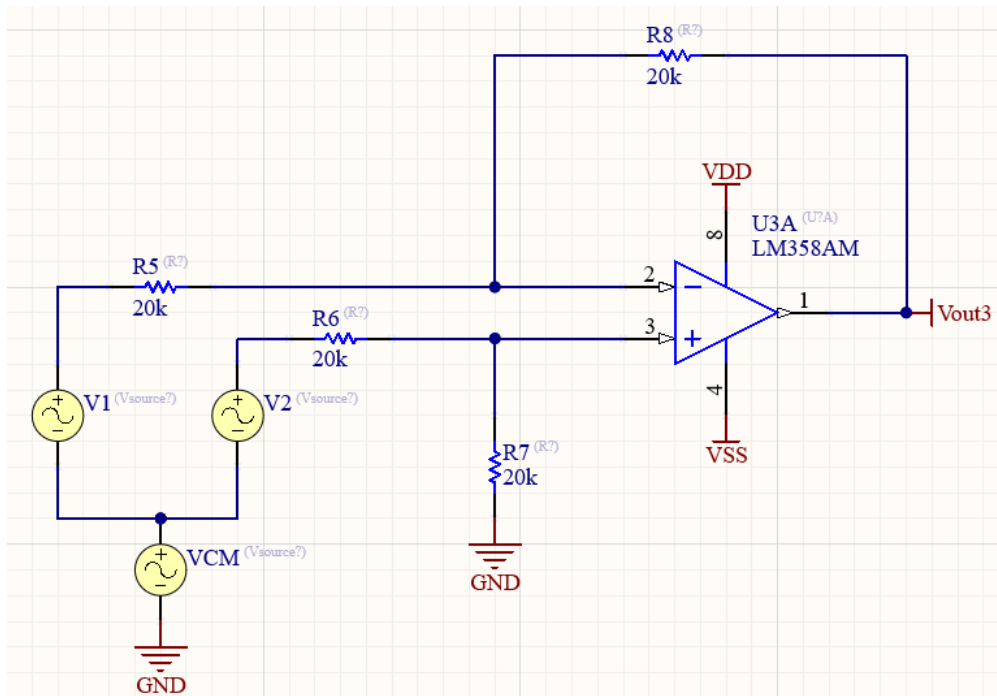 R8 (R?)
20k
VDD
8
U3A (U?A)
LM358AM
R5 (R?)
20k
2
1
Vout3
R6 (R?)
20k
3
V1 (Vsource?)
V2 (Vsource?)
4
VSS
R7 (R?)
20k
VCM (Vsource?)
GND
GND